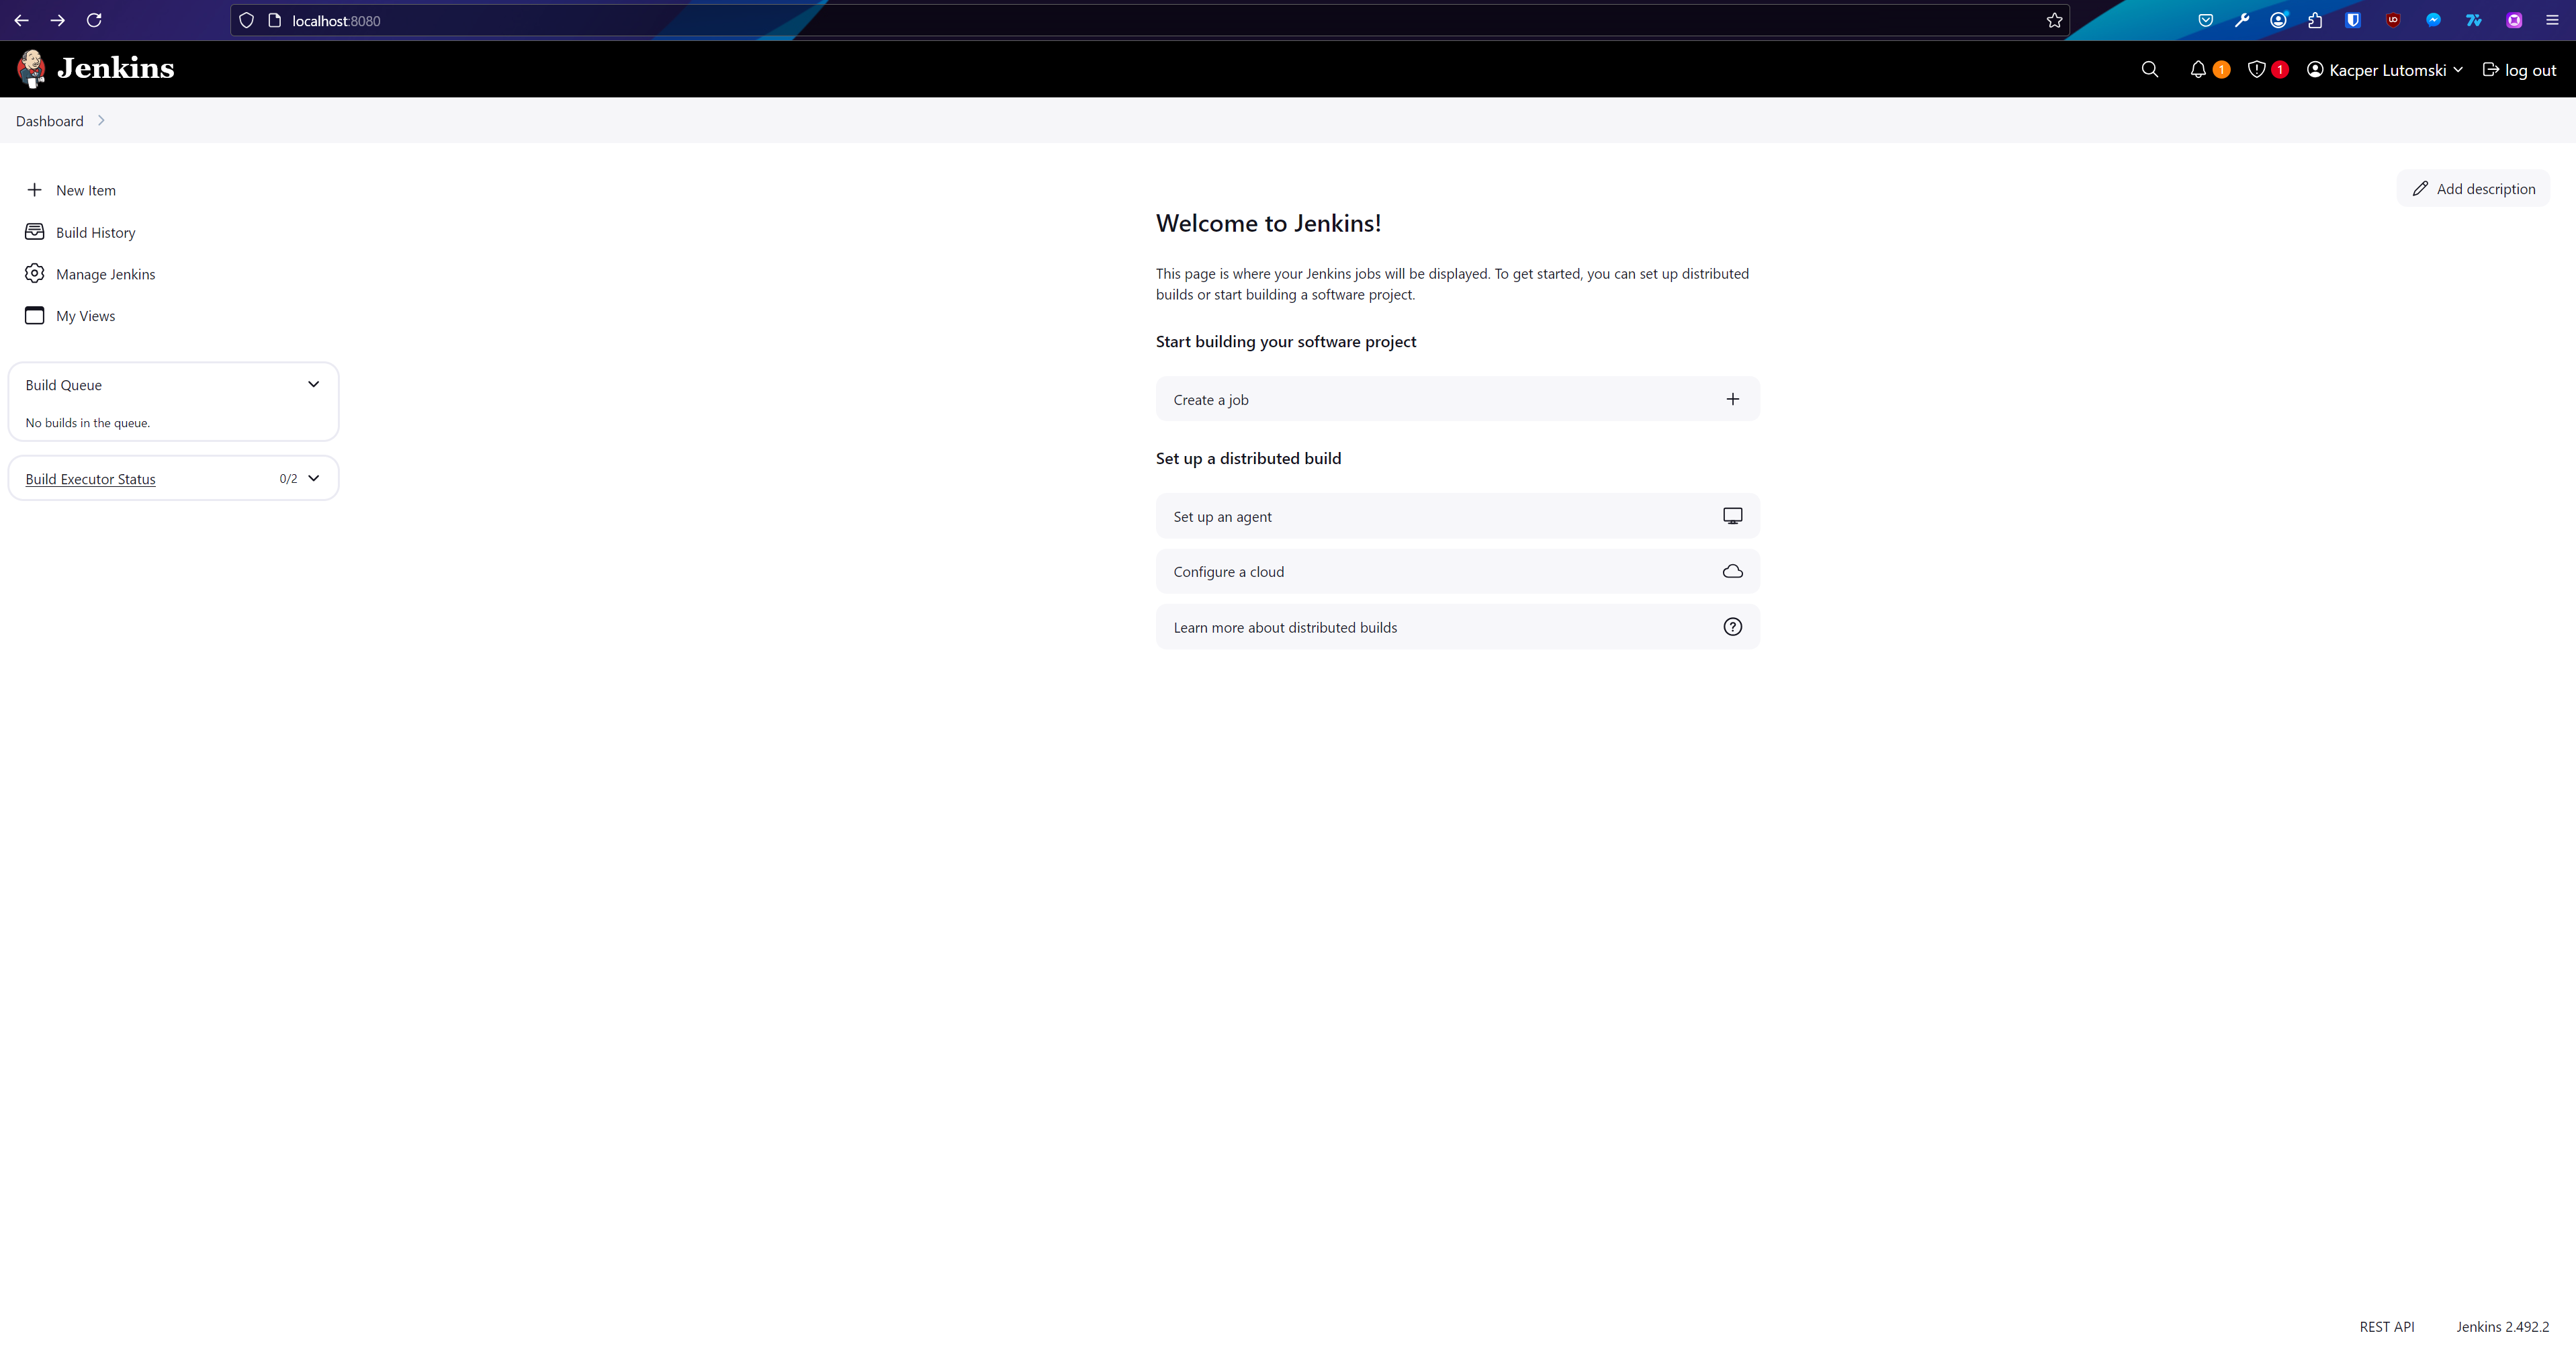 localhost:8080
Jenkins
1
1
Kacper Lutomski
log out
Dashboard
New Item
Build History
Manage Jenkins
My Views
Build Queue
No builds in the queue.
Build Executor Status
0/2
Add description
Welcome to Jenkins!
This page is where your Jenkins jobs will be displayed. To get started, you can set up distributed
builds or start building a software project.
Start building your software project
Create a job
Set up a distributed build
Set up an agent
Configure a cloud
Learn more about distributed builds
REST API
Jenkins 2.492.2